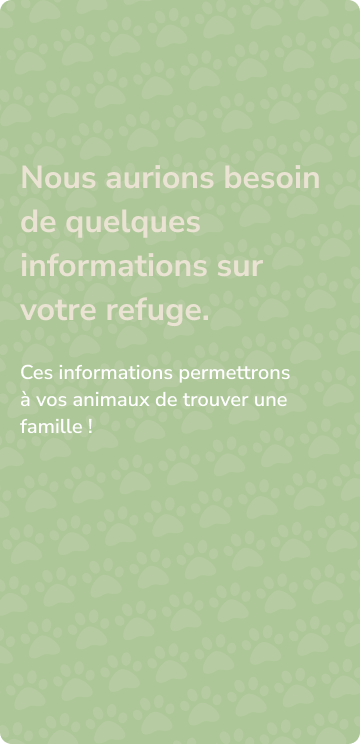 Nous aurions besoin
de quelques
informations sur
votre refuge.
Ces informations permettrons
à vos animaux de trouver une
famille !